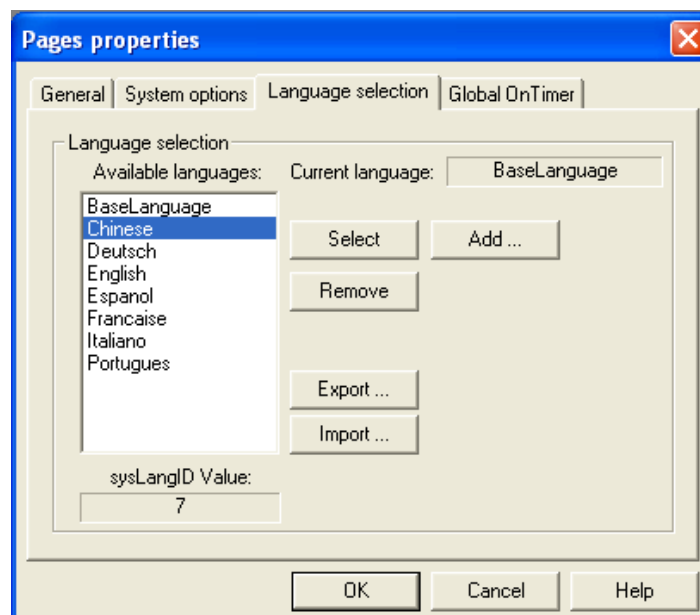 Pages properties
General System options Language selection Global OnTimer
Language selection
Available languages: Current language: BaseLanguage
BaseLanguage
Chinese
Deutsch
English
Espanol
Francaise
Italiano
Portugues
Select Add ...
Remove
Export ...
Import ...
sysLangID Value:
7
OK Cancel Help